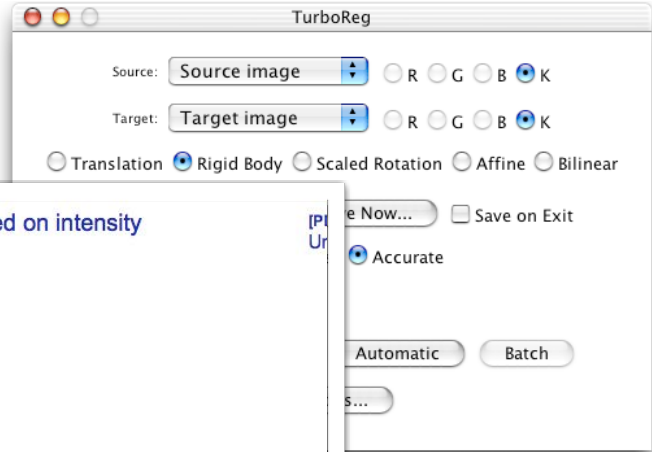 TurboReg
Source: Source image R G B K
Target: Target image R G B K
Translation Rigid Body Scaled Rotation Affine Bilinear
on intensity
Now... Save on Exit
Accurate
Automatic Batch